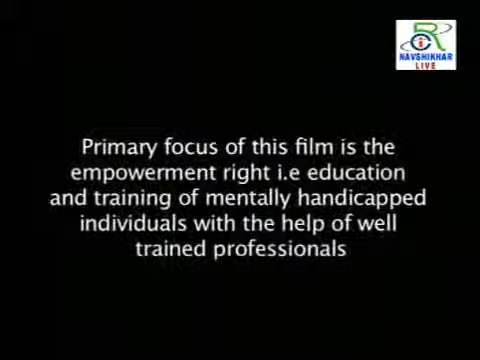 NAVSHIKHAR
LIVE
Primary focus of this film is the
empowerment right i.e education
and training of mentally handicapped
individuals with the help of well
trained professionals